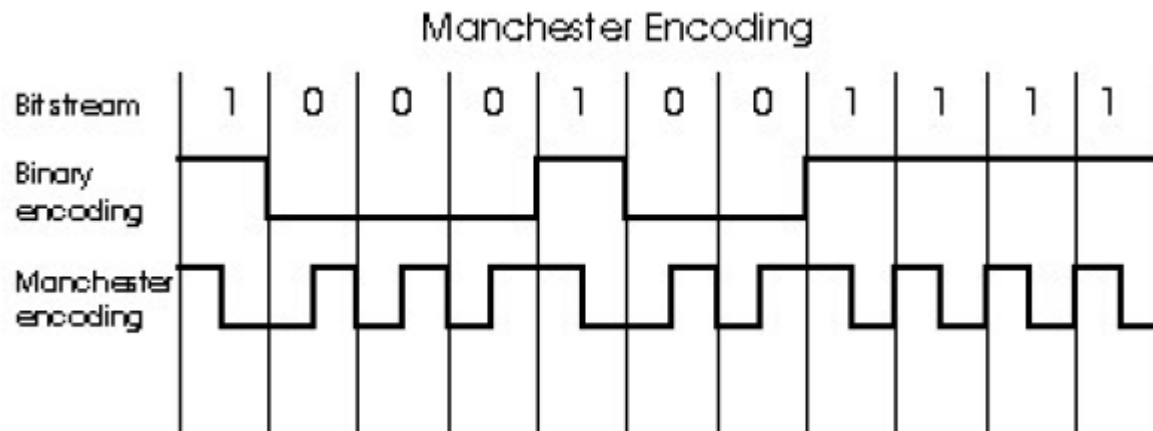 Manchester Encoding
Bitstream 1 0 0 0 1 0 0 1 1 1 1
Binary
encoding
Manchester
encoding